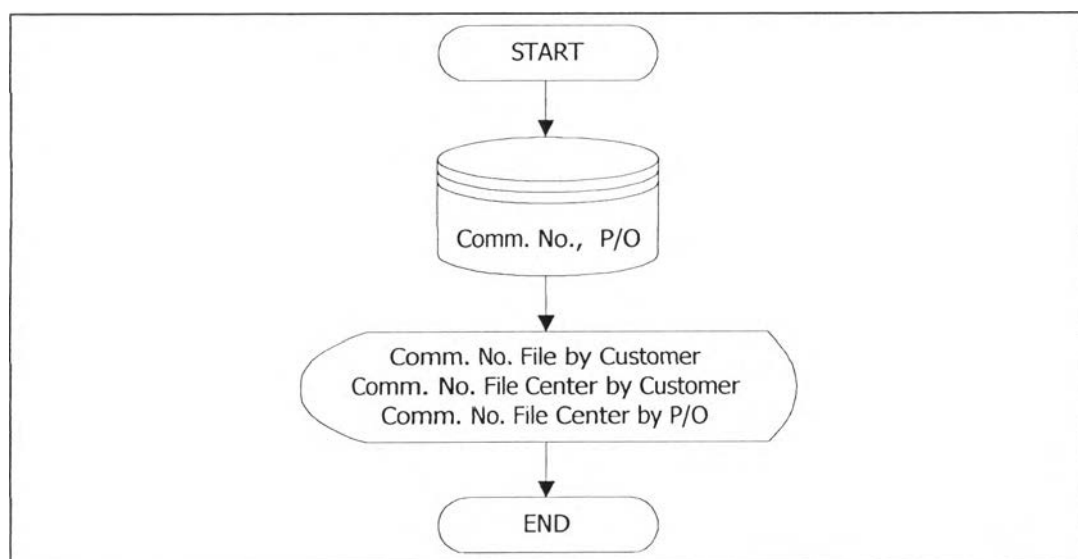 START
Comm. No., P/O
Comm. No. File by Customer
Comm. No. File Center by Customer
Comm. No. File Center by P/O
END